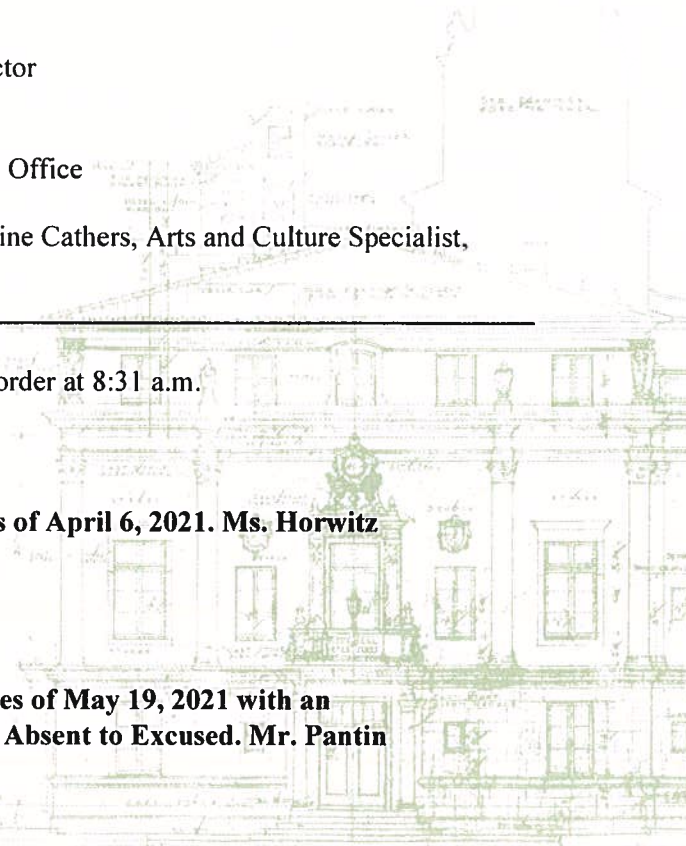 ctor
Office
ine Cathers, Arts and Culture Specialist,
order at 8:31 a.m.
s of April 6, 2021. Ms. Horwitz
es of May 19, 2021 with an
Absent to Excused. Mr. Pantin